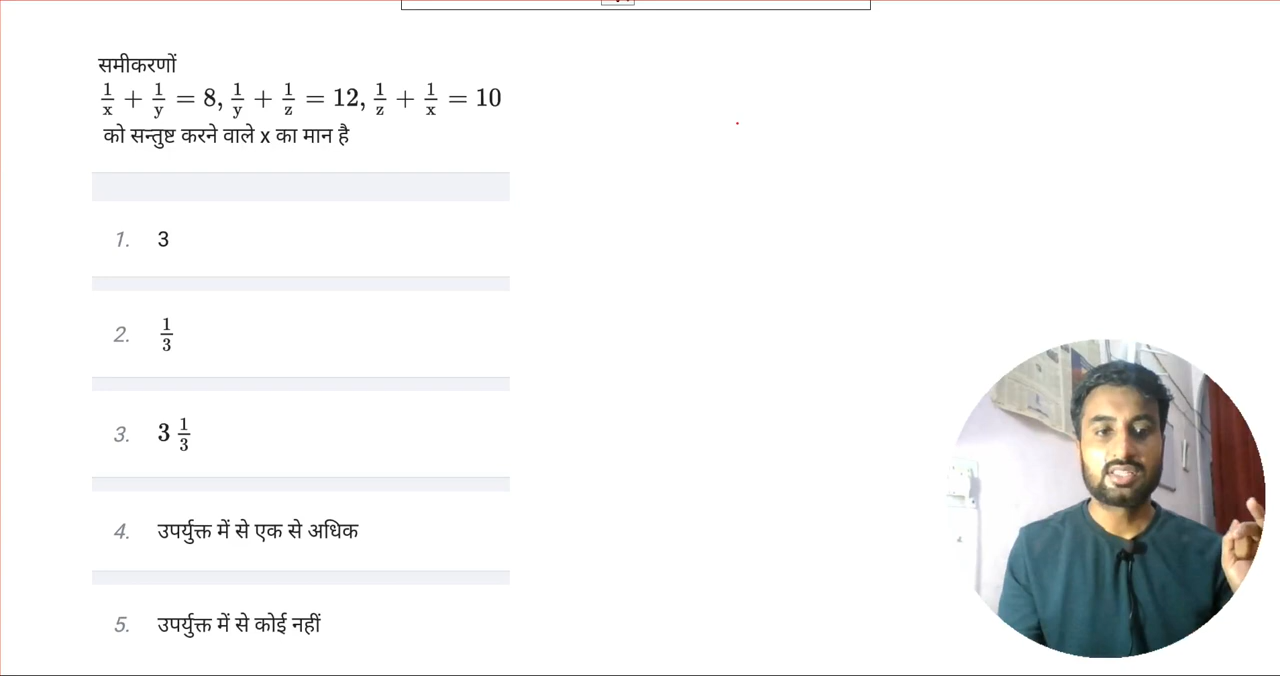 समीकरणों
1/x + 1/y = 8, 1/y + 1/z = 12, 1/z + 1/x = 10
को सन्तुष्ट करने वाले x का मान है
1. 3
2. 1/3
3. 3 1/3
4. उपर्युक्त में से एक से अधिक
5. उपर्युक्त में से कोई नहीं